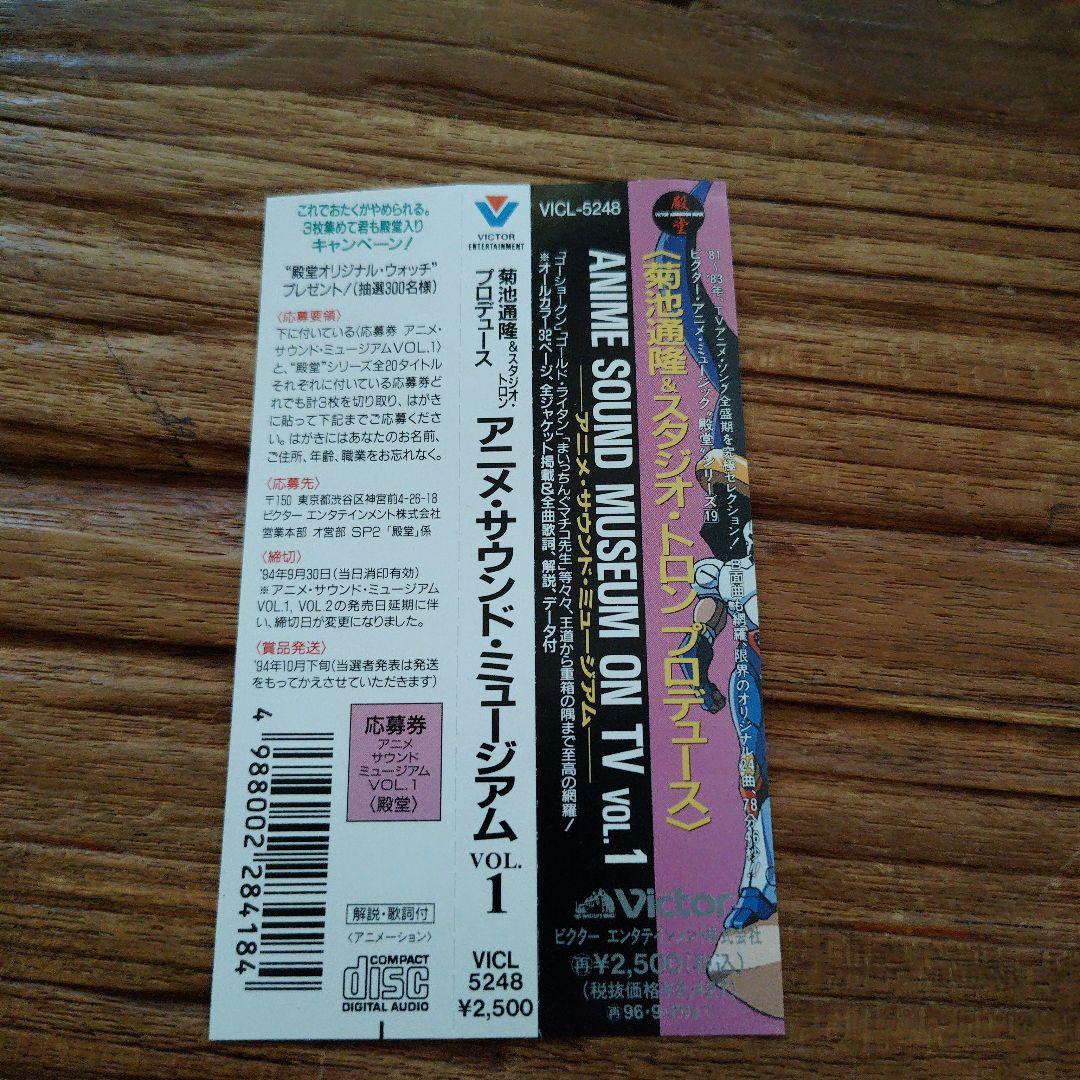 これでおたくがやめられる。
3枚集めて君も殿堂入り
キャンペーン!
“殿堂オリジナル・ウォッチ”
プレゼント!(抽選300名様)
〈応募要領〉
下に付いている〈応募券 アニメ・
サウンド・ミュージアムVOL.1〉
と、“殿堂”シリーズ全20タイトル
それぞれに付いている応募券ど
れでも計3枚を切り取り、はがき
に貼って下記までご応募くださ
い。はがきにはあなたのお名前、
ご住所、年齢、職業をお忘れなく。
〈応募先〉
〒150 東京都渋谷区神宮前4-26-18
ビクター エンタテインメント株式会社
営業本部 オ営部 SP2「殿堂」係
〈締切〉
'94年9月30日(当日消印有効)
※アニメ・サウンド・ミュージアム
VOL.1, VOL.2の発売日延期に伴
い、締切日が変更になりました。
〈賞品発送〉
'94年10月下旬(当選者発表は発送
をもってかえさせていただきます)
応募券
アニメ
サウンド
ミュージアム
VOL.1
〈殿堂〉
4 988002 284184
解説・歌詞付
〈アニメーション〉
COMPACT
disc
DIGITAL AUDIO
VICTOR
ENTERTAINMENT
菊池通隆&スタジオ・トロン
プロデュース
アニメ・サウンド・ミュージアム
VOL.
1
VICL
5248
¥2,500
VICL-5248
殿堂
VICTOR ANIMATION MUSIC
'81~'83年、TVアニメ・ソング全盛期を究極セレクション! B面曲も網羅、限界のオリジナル24曲、78分46秒!
ビクター・アニメ・ミュージック“殿堂”シリーズ19
〈菊池通隆&スタジオ・トロン プロデュース〉
ANIME SOUND MUSEUM ON TV VOL.1
——アニメ・サウンド・ミュージアム——
「ゴーショーグン」「ゴールド・ライタン」「まいっちんぐマチコ先生」等々々、王道から重箱の隅まで至高の網羅!
※オールカラー32ページ、全ジャケット掲載&全曲歌詞、解説、データ付
Victor
ビクター エンタテインメント株式会社
再¥2,500(税込)
(税抜価格
再96・9